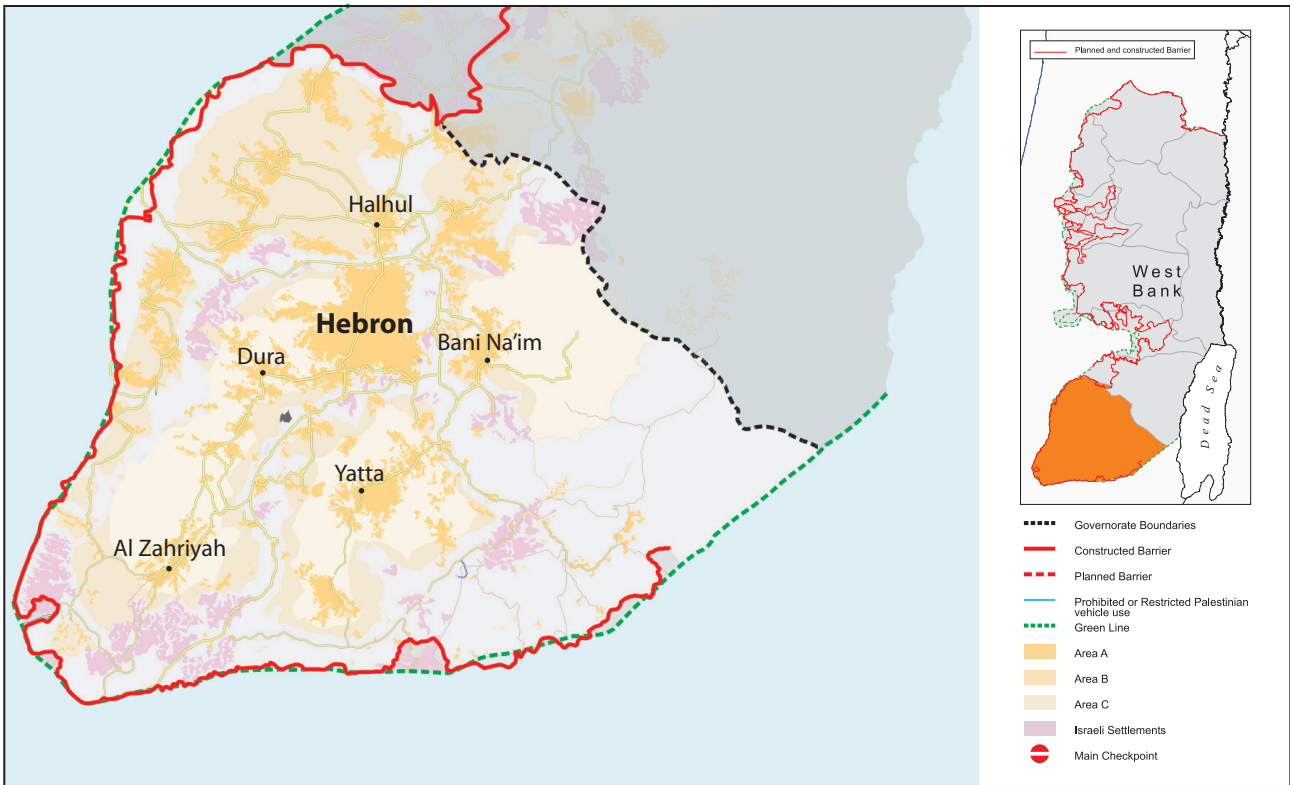 Halhul
Hebron
Bani Na'im
Dura
Yatta
Al Zahriyah
Planned and constructed Barrier
West
Bank
Dead Sea
Governorate Boundaries
Constructed Barrier
Planned Barrier
Prohibited or Restricted Palestinian
vehicle use
Green Line
Area A
Area B
Area C
Israeli Settlements
Main Checkpoint